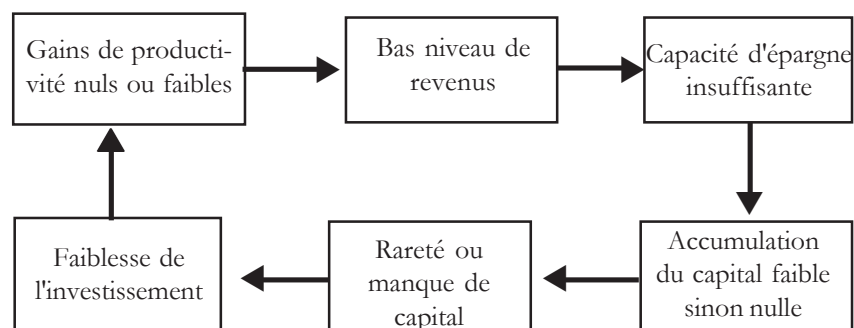 Gains de producti-
vité nuls ou faibles
Bas niveau de
revenus
Capacité d'épargne
insuffisante
Accumulation
du capital faible
sinon nulle
Rareté ou
manque de
capital
Faiblesse de
l'investissement